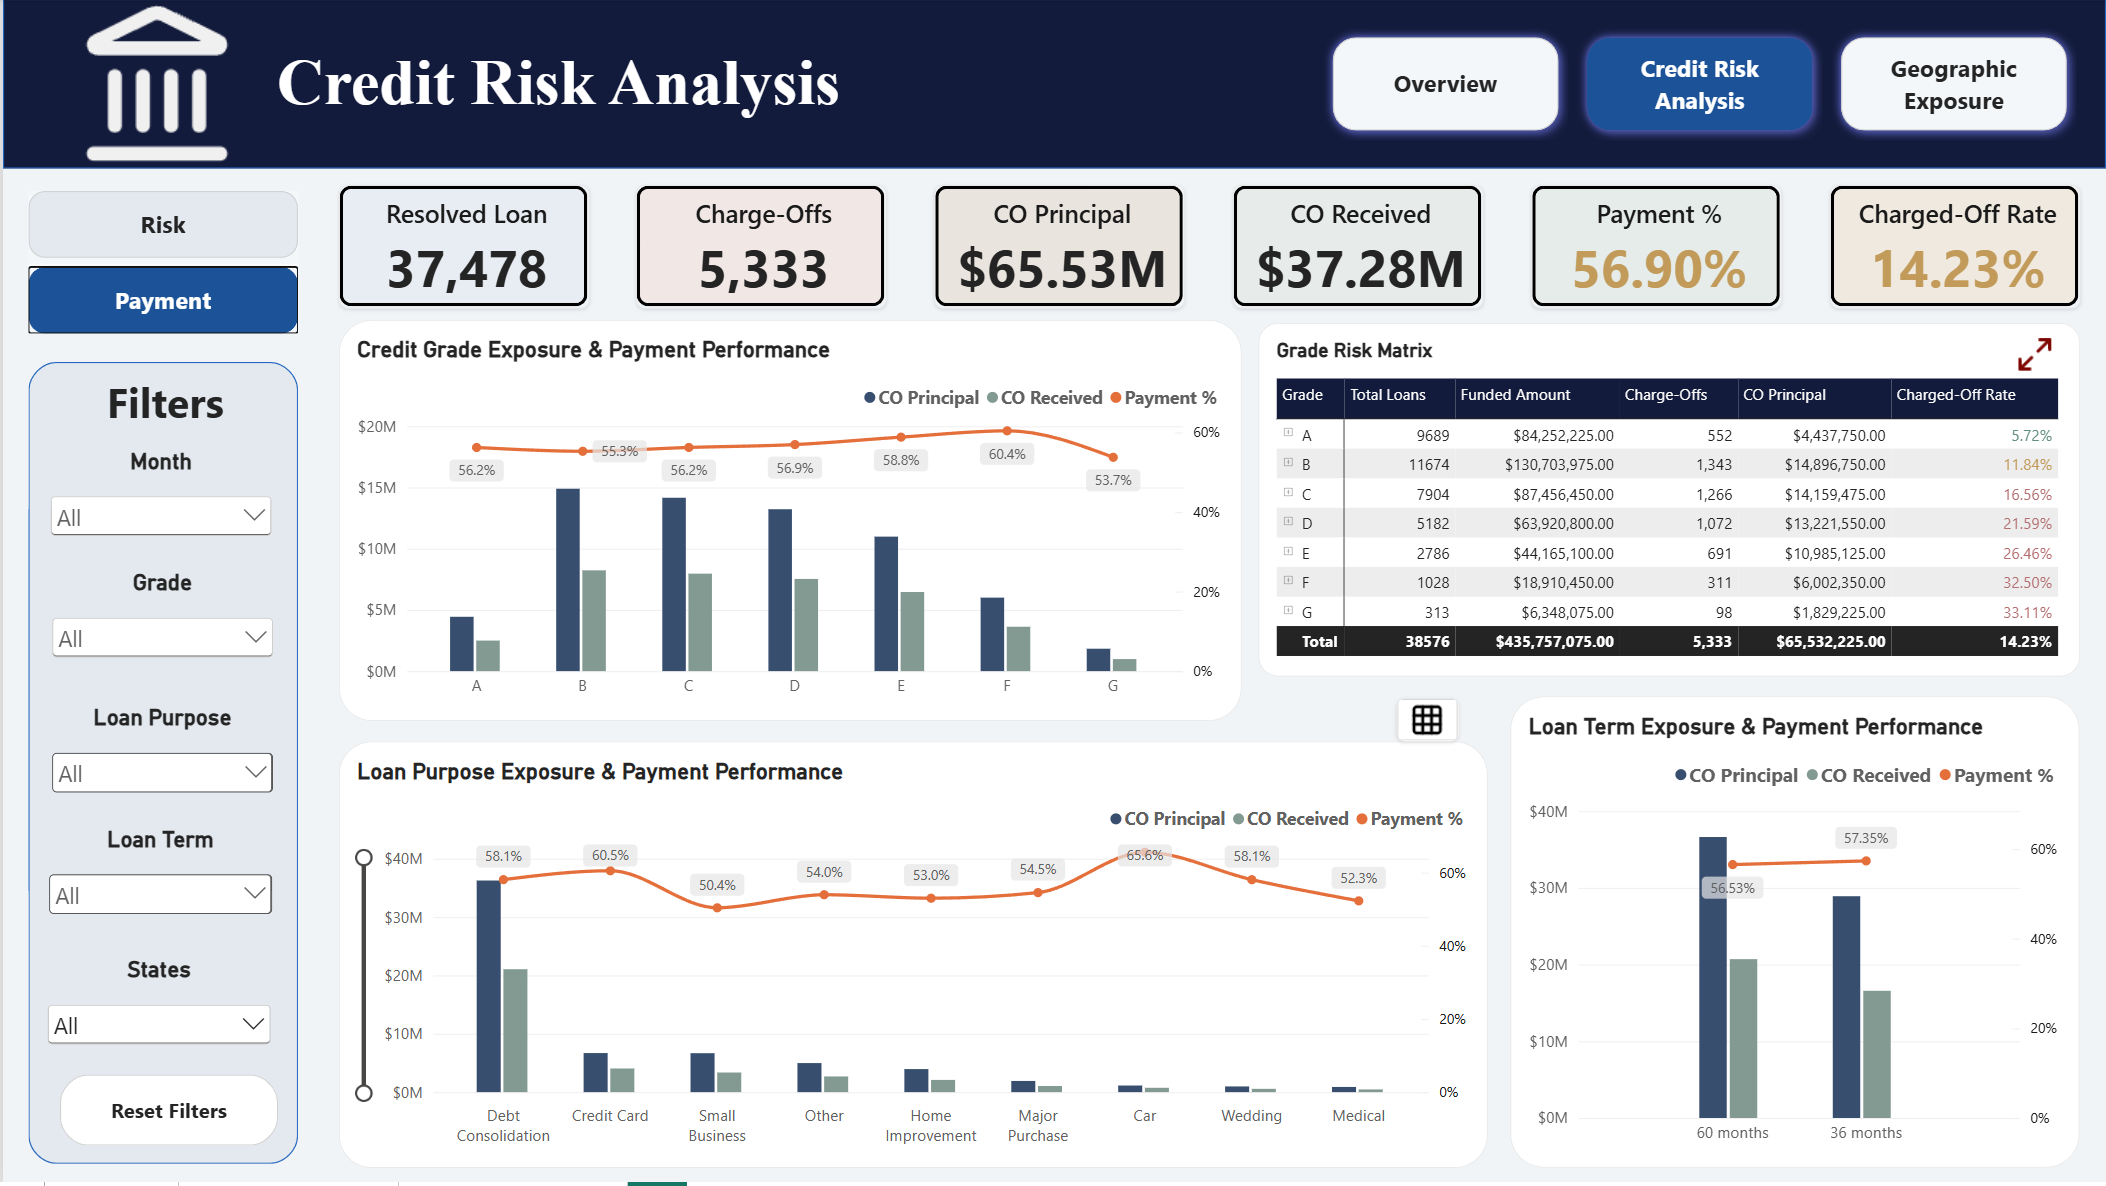 Credit Risk Analysis
Overview
Credit Risk
Analysis
Geographic
Exposure
Risk
Payment
Filters
Month
All
Grade
All
Loan Purpose
All
Loan Term
All
States
All
Reset Filters
Resolved Loan
37,478
Charge-Offs
5,333
CO Principal
$65.53M
CO Received
$37.28M
Payment %
56.90%
Charged-Off Rate
14.23%
Credit Grade Exposure & Payment Performance
CO Principal CO Received Payment %
$20M
$15M
$10M
$5M
$0M
60%
40%
20%
0%
56.2%
55.3%
56.2%
56.9%
58.8%
60.4%
53.7%
A B C D E F G
Grade Risk Matrix
Grade Total Loans Funded Amount Charge-Offs CO Principal Charged-Off Rate
A 9689 $84,252,225.00 552 $4,437,750.00 5.72%
B 11674 $130,703,975.00 1,343 $14,896,750.00 11.84%
C 7904 $87,456,450.00 1,266 $14,159,475.00 16.56%
D 5182 $63,920,800.00 1,072 $13,221,550.00 21.59%
E 2786 $44,165,100.00 691 $10,985,125.00 26.46%
F 1028 $18,910,450.00 311 $6,002,350.00 32.50%
G 313 $6,348,075.00 98 $1,829,225.00 33.11%
Total 38576 $435,757,075.00 5,333 $65,532,225.00 14.23%
Loan Purpose Exposure & Payment Performance
CO Principal CO Received Payment %
$40M
$30M
$20M
$10M
$0M
60%
40%
20%
0%
58.1%
60.5%
50.4%
54.0%
53.0%
54.5%
65.6%
58.1%
52.3%
Debt
Consolidation
Credit Card
Small
Business
Other
Home
Improvement
Major
Purchase
Car
Wedding
Medical
Loan Term Exposure & Payment Performance
CO Principal CO Received Payment %
$40M
$30M
$20M
$10M
$0M
60%
40%
20%
0%
56.53%
57.35%
60 months
36 months